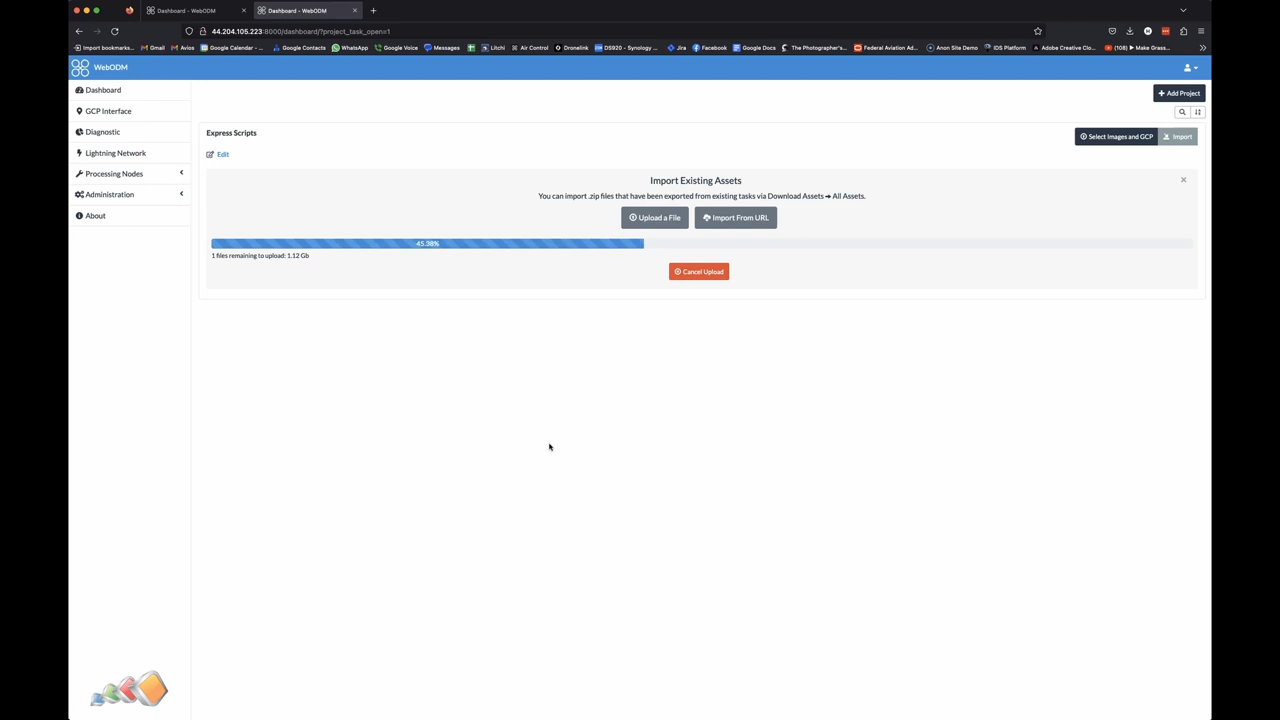 Dashboard - WebODM
Dashboard - WebODM
44.204.105.223:8000/dashboard/?project_task_open=1
Import bookmarks... Gmail Avios Google Calendar - ... Google Contacts WhatsApp Google Voice Messages Litchi Air Control Dronelink DS920 - Synology ... Jira Facebook Google Docs The Photographer's... Federal Aviation Ad... Anon Site Demo IDS Platform Adobe Creative Clo... (108) ▶ Make Grass...
WebODM
Dashboard
GCP Interface
Diagnostic
Lightning Network
Processing Nodes
Administration
About
+ Add Project
Express Scripts
Select Images and GCP
Import
Edit
Import Existing Assets
You can import .zip files that have been exported from existing tasks via Download Assets ➔ All Assets.
Upload a File
Import From URL
45.38%
1 files remaining to upload: 1.12 Gb
Cancel Upload